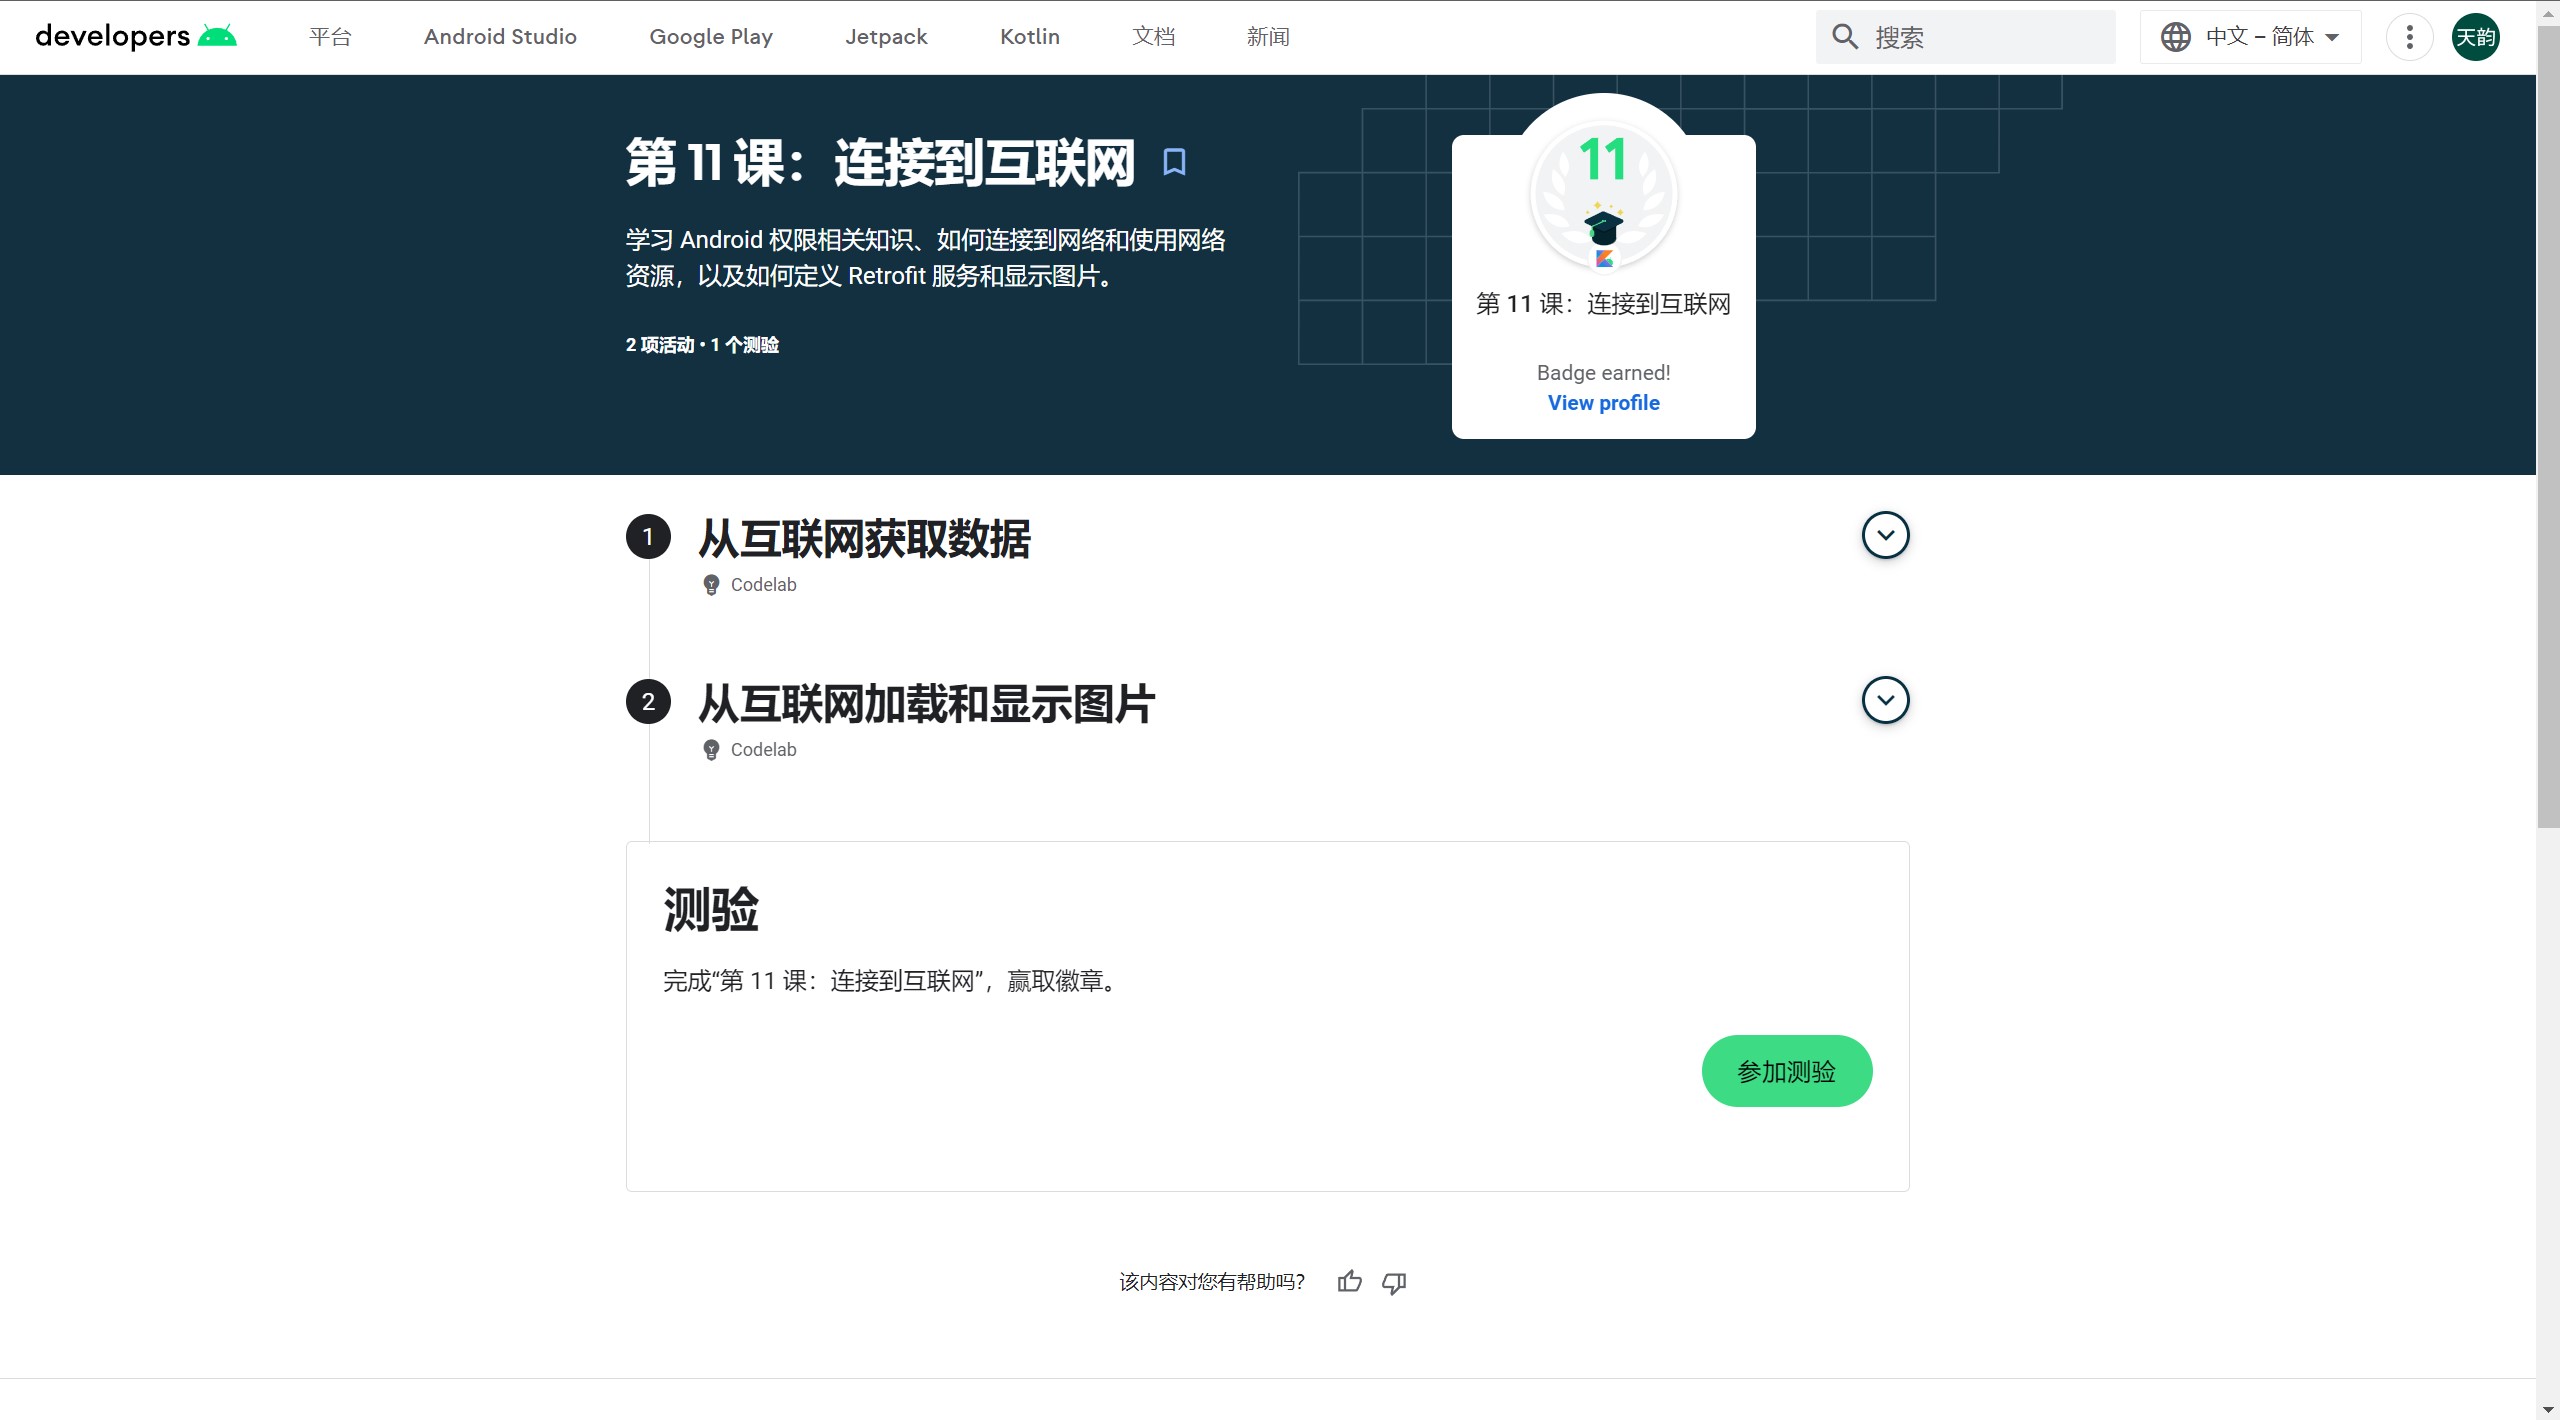 developers
平台
Android Studio
Google Play
Jetpack
Kotlin
文档
新闻
搜索
中文 – 简体
天韵
第 11 课：连接到互联网
学习 Android 权限相关知识、如何连接到网络和使用网络
资源，以及如何定义 Retrofit 服务和显示图片。
2 项活动 • 1 个测验
11
第 11 课：连接到互联网
Badge earned!
View profile
1
从互联网获取数据
Codelab
2
从互联网加载和显示图片
Codelab
测验
完成“第 11 课：连接到互联网”，赢取徽章。
参加测验
该内容对您有帮助吗？